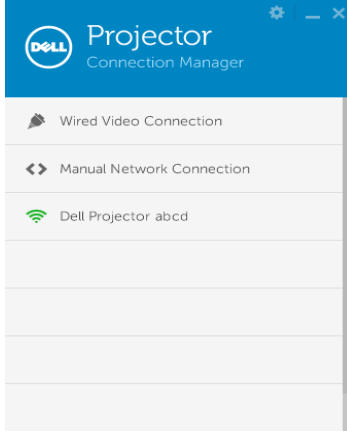 DELL
Projector
Connection Manager
Wired Video Connection
Manual Network Connection
Dell Projector abcd